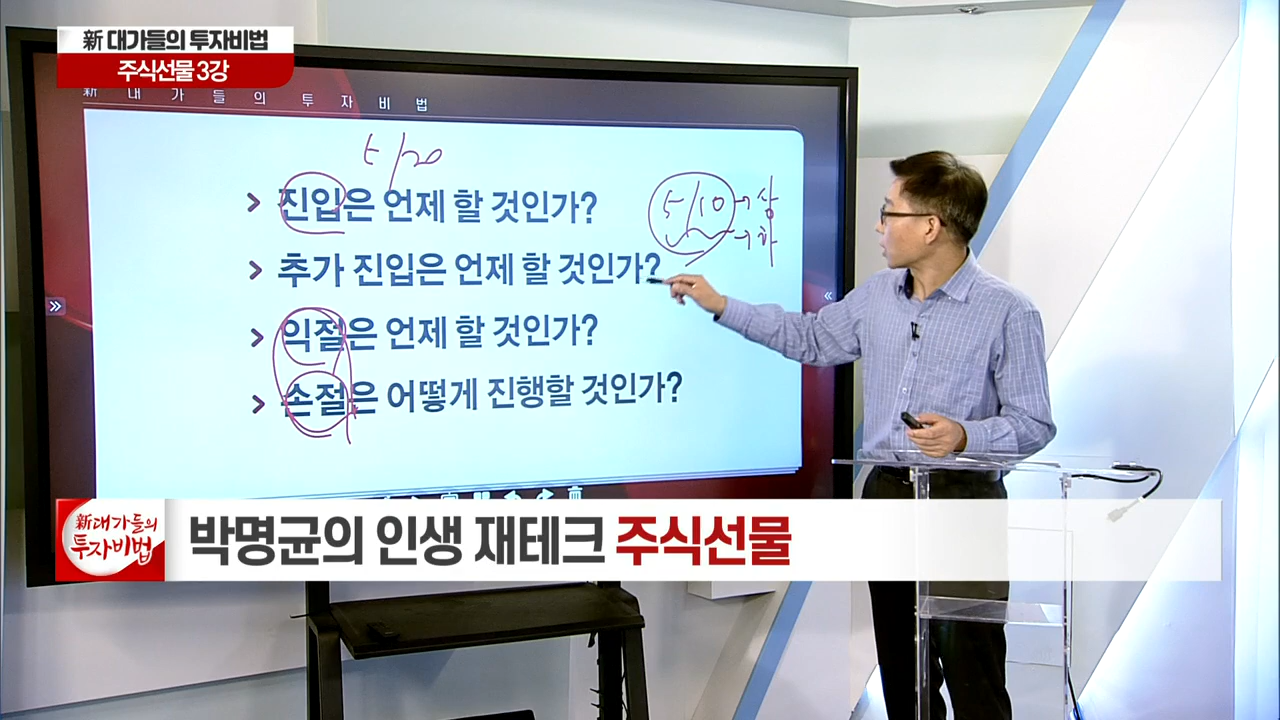 新 대가들의 투자비법
주식선물 3강
新 대 가 들 의 투 자 비 법
5/20
> 진입은 언제 할 것인가?
5/10 → 상
→ 하
> 추가 진입은 언제 할 것인가?
> 익절은 언제 할 것인가?
> 손절은 어떻게 진행할 것인가?
新 대가들의
투자비법
박명균의 인생 재테크 주식선물